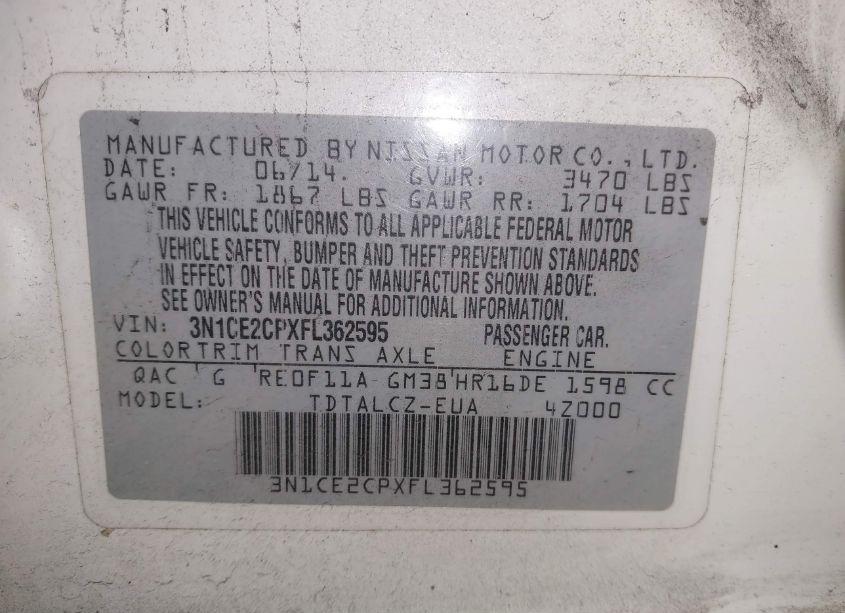 MANUFACTURED BY NISSAN MOTOR CO., LTD.
DATE: 06/14. GVWR: 3470 LBS
GAWR FR: 1867 LBS GAWR RR: 1704 LBS
THIS VEHICLE CONFORMS TO ALL APPLICABLE FEDERAL MOTOR
VEHICLE SAFETY, BUMPER AND THEFT PREVENTION STANDARDS
IN EFFECT ON THE DATE OF MANUFACTURE SHOWN ABOVE.
SEE OWNER'S MANUAL FOR ADDITIONAL INFORMATION.
VIN: 3N1CE2CPXFL362595 PASSENGER CAR.
COLOR TRIM TRANS AXLE ENGINE
QAC G RE0F11A GM38 HR16DE 1598 CC
MODEL: TDTALCZ-EUA 4Z000
3N1CE2CPXFL362595